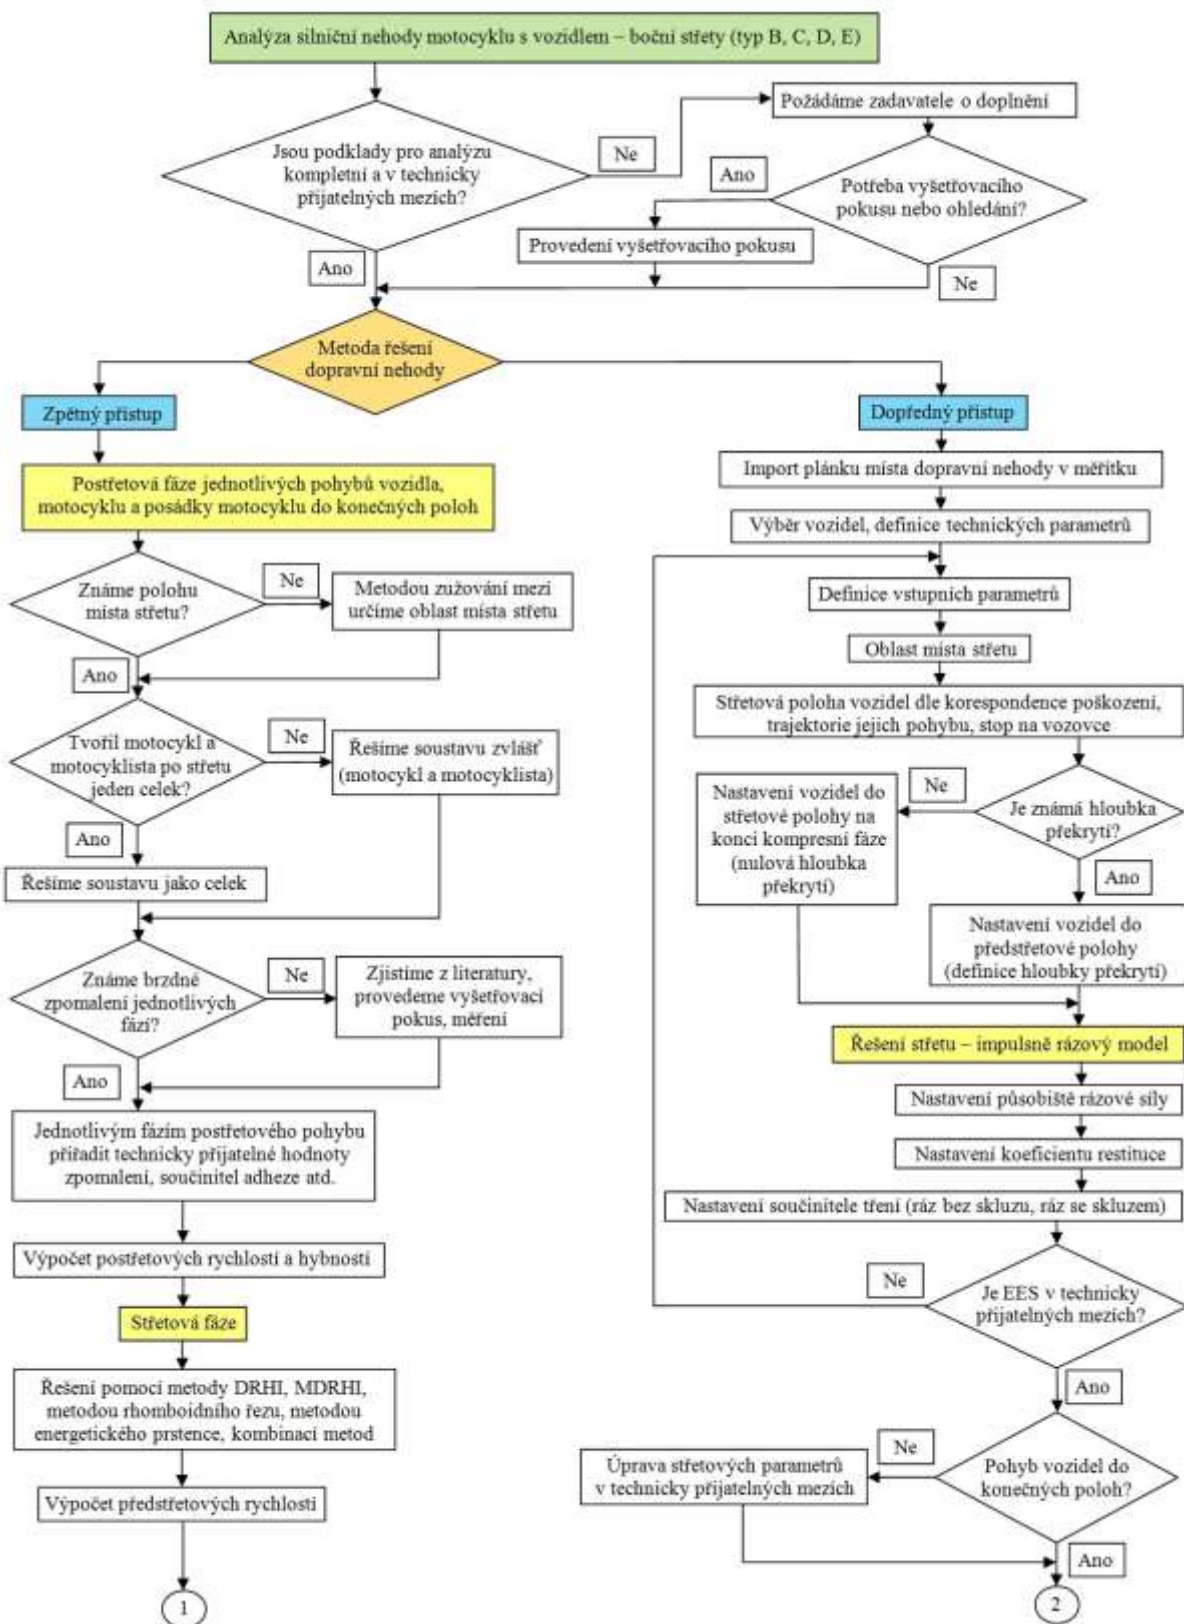 Analýza silniční nehody motocyklu s vozidlem – boční střety (typ B, C, D, E)
Jsou podklady pro analýzu
kompletní a v technicky
přijatelných mezích?
Ne
Požádáme zadavatele o doplnění
Ano
Potřeba vyšetřovacího
pokusu nebo ohledání?
Provedení vyšetřovacího pokusu
Ano
Ne
Metoda řešení
dopravní nehody
Zpětný přístup
Postřetová fáze jednotlivých pohybů vozidla,
motocyklu a posádky motocyklu do konečných poloh
Známe polohu
místa střetu?
Ne
Metodou zužování mezí
určíme oblast místa střetu
Ano
Tvořil motocykl a
motocyklista po střetu
jeden celek?
Ne
Řešíme soustavu zvlášť
(motocykl a motocyklista)
Ano
Řešíme soustavu jako celek
Známe brzdné
zpomalení jednotlivých
fází?
Ne
Zjistíme z literatury,
provedeme vyšetřovací
pokus, měření
Ano
Jednotlivým fázím postřetového pohybu
přiřadit technicky přijatelné hodnoty
zpomalení, součinitel adheze atd.
Výpočet postřetových rychlostí a hybností
Střetová fáze
Řešení pomocí metody DRHI, MDRHI,
metodou rhomboidního řezu, metodou
energetického prstence, kombinací metod
Výpočet předstřetových rychlostí
1
Dopředný přístup
Import plánku místa dopravní nehody v měřítku
Výběr vozidel, definice technických parametrů
Definice vstupních parametrů
Oblast místa střetu
Střetová poloha vozidel dle korespondence poškození,
trajektorie jejich pohybu, stop na vozovce
Je známá hloubka
překrytí?
Ne
Nastavení vozidel do
střetové polohy na
konci kompresní fáze
(nulová hloubka
překrytí)
Ano
Nastavení vozidel do
předstřetové polohy
(definice hloubky překrytí)
Řešení střetu – impulsně rázový model
Nastavení působiště rázové síly
Nastavení koeficientu restituce
Nastavení součinitele tření (ráz bez skluzu, ráz se skluzem)
Ne
Je EES v technicky
přijatelných mezích?
Ano
Ne
Pohyb vozidel do
konečných poloh?
Úprava střetových parametrů
v technicky přijatelných mezích
Ano
2